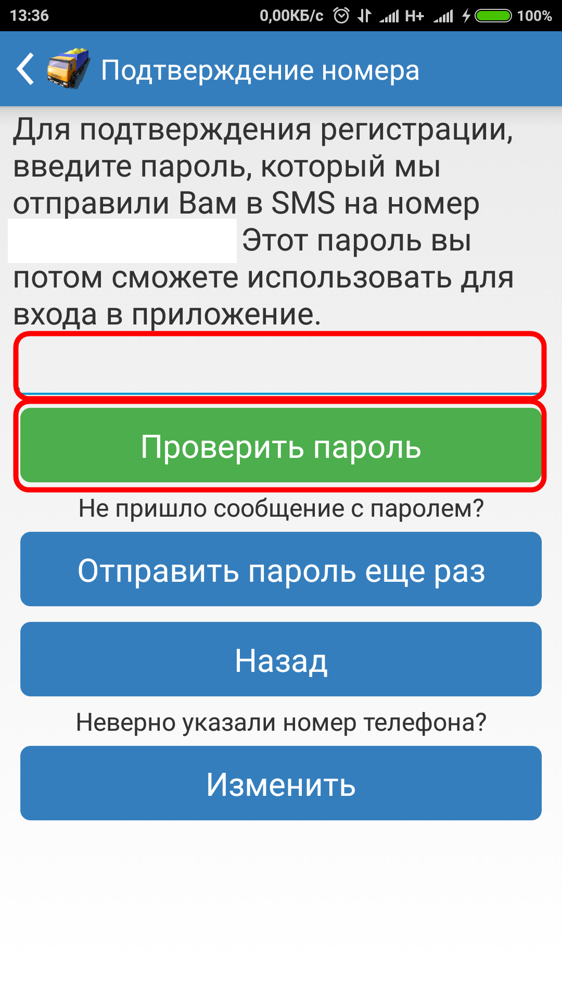 13:36 0,00КБ/с H+ 100%
Подтверждение номера
Для подтверждения регистрации,
введите пароль, который мы
отправили Вам в SMS на номер
Этот пароль вы
потом сможете использовать для
входа в приложение.
Проверить пароль
Не пришло сообщение с паролем?
Отправить пароль еще раз
Назад
Неверно указали номер телефона?
Изменить